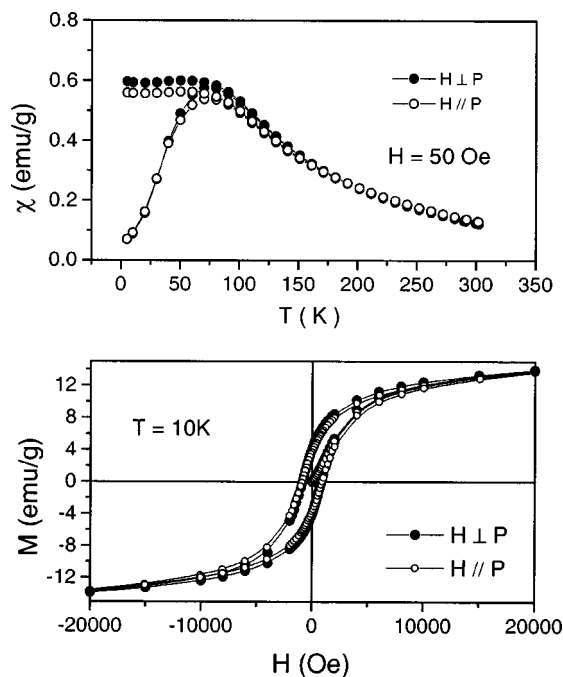 0.8
0.6
0.4
0.2
0.0
χ (emu/g)
H ⊥ P
H // P
H = 50 Oe
0 50 100 150 200 250 300 350
T ( K )
12
8
4
0
-4
-8
-12
M (emu/g)
T = 10K
H ⊥ P
H // P
-20000 -10000 0 10000 20000
H (Oe)